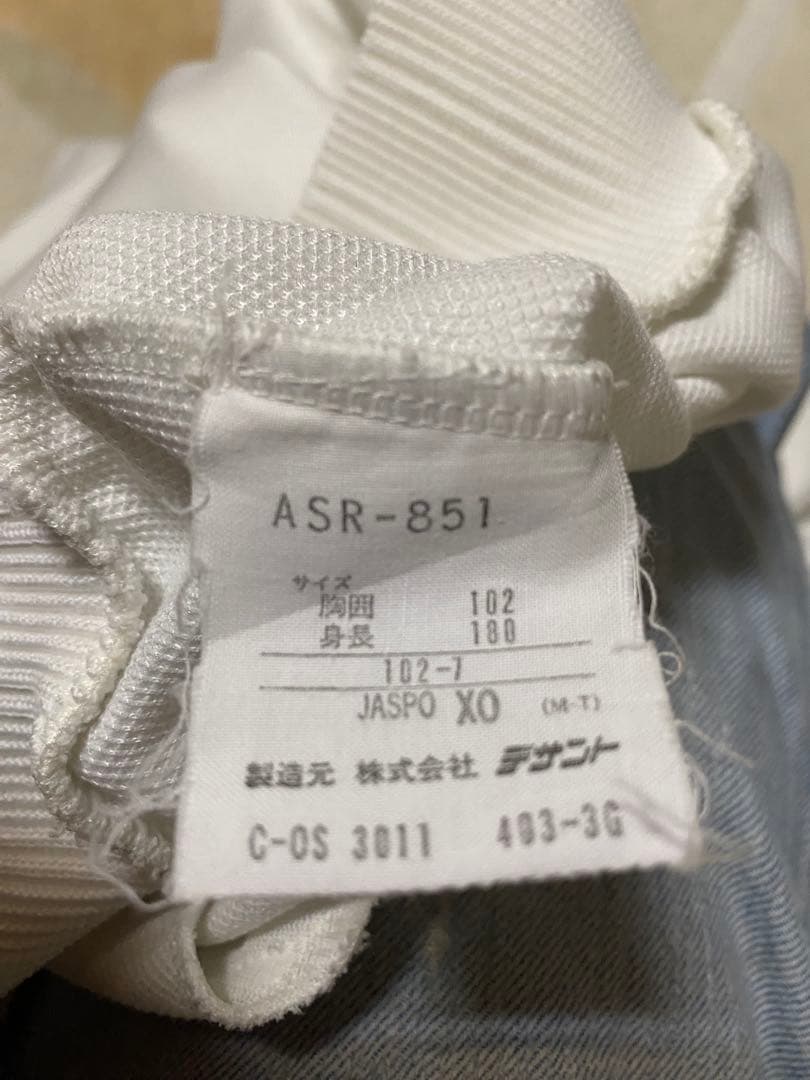 ASR-851
サイズ
胸囲 102
身長 180
102-7
JASPO XO (M-T)
製造元 株式会社 デサント
C-OS 3011 403-3G